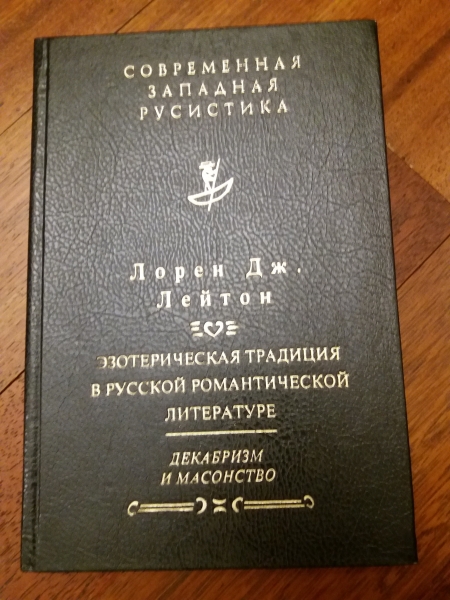 СОВРЕМЕННАЯ
ЗАПАДНАЯ
РУСИСТИКА
Лорен Дж.
Лейтон
ЭЗОТЕРИЧЕСКАЯ ТРАДИЦИЯ
В РУССКОЙ РОМАНТИЧЕСКОЙ
ЛИТЕРАТУРЕ
ДЕКАБРИЗМ
И МАСОНСТВО